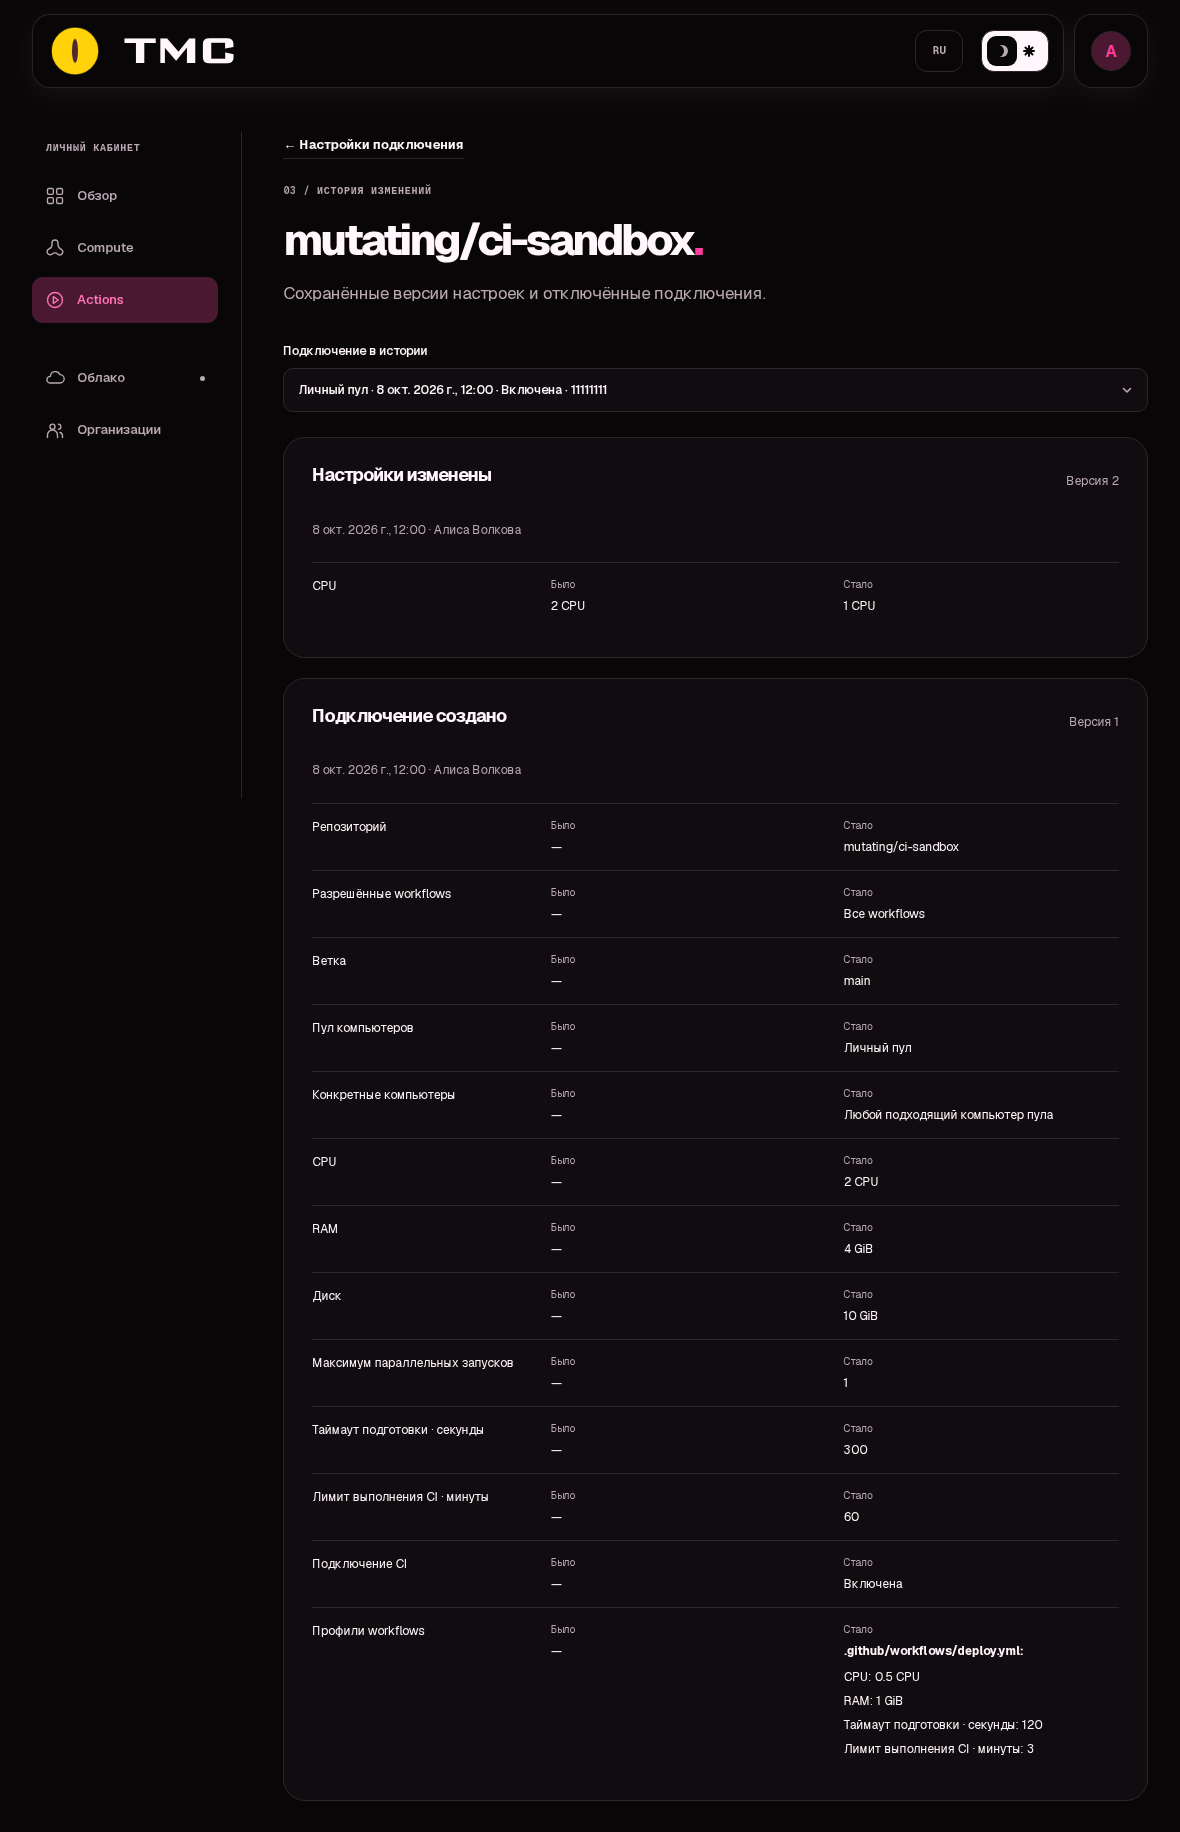 TMC
RU
A
ЛИЧНЫЙ КАБИНЕТ
Обзор
Compute
Actions
Облако
Организации
← Настройки подключения
03 / ИСТОРИЯ ИЗМЕНЕНИЙ
mutating/ci-sandbox.
Сохранённые версии настроек и отключённые подключения.
Подключение в истории
Личный пул · 8 окт. 2026 г., 12:00 · Включена · 11111111
Настройки изменены
Версия 2
8 окт. 2026 г., 12:00 · Алиса Волкова
CPU
Было
2 CPU
Стало
1 CPU
Подключение создано
Версия 1
8 окт. 2026 г., 12:00 · Алиса Волкова
Репозиторий
Было
—
Стало
mutating/ci-sandbox
Разрешённые workflows
Было
—
Стало
Все workflows
Ветка
Было
—
Стало
main
Пул компьютеров
Было
—
Стало
Личный пул
Конкретные компьютеры
Было
—
Стало
Любой подходящий компьютер пула
CPU
Было
—
Стало
2 CPU
RAM
Было
—
Стало
4 GiB
Диск
Было
—
Стало
10 GiB
Максимум параллельных запусков
Было
—
Стало
1
Таймаут подготовки · секунды
Было
—
Стало
300
Лимит выполнения CI · минуты
Было
—
Стало
60
Подключение CI
Было
—
Стало
Включена
Профили workflows
Было
—
Стало
.github/workflows/deploy.yml:
CPU: 0.5 CPU
RAM: 1 GiB
Таймаут подготовки · секунды: 120
Лимит выполнения CI · минуты: 3